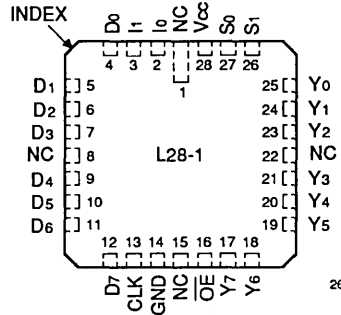 INDEX
D0 I1 I0 NC VCC S0 S1
4 3 2 28 27 26
1
D1 5 25 Y0
D2 6 24 Y1
D3 7 23 Y2
NC 8 L28-1 22 NC
D4 9 21 Y3
D5 10 20 Y4
D6 11 19 Y5
12 13 14 15 16 17 18
D7 CLK GND NC OE Y7 Y6
26